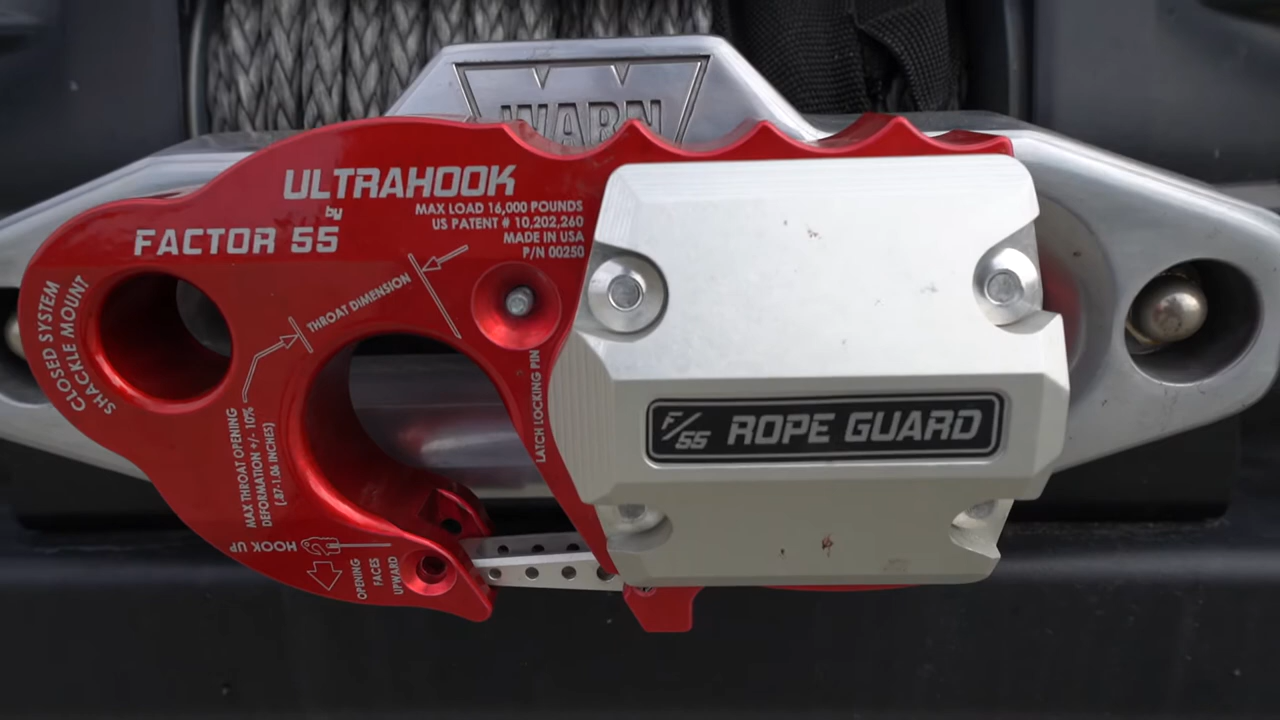 WARN
ULTRAHOOK
by
FACTOR 55
MAX LOAD 16,000 POUNDS
US PATENT # 10,202,260
MADE IN USA
P/N 00250
THROAT DIMENSION
CLOSED SYSTEM
SHACKLE MOUNT
LATCH LOCKING PIN
MAX THROAT OPENING
DEFORMATION +/- 10%
(.87-1.06 INCHES)
HOOK UP
OPENING
FACES
UPWARD
F/55 ROPE GUARD